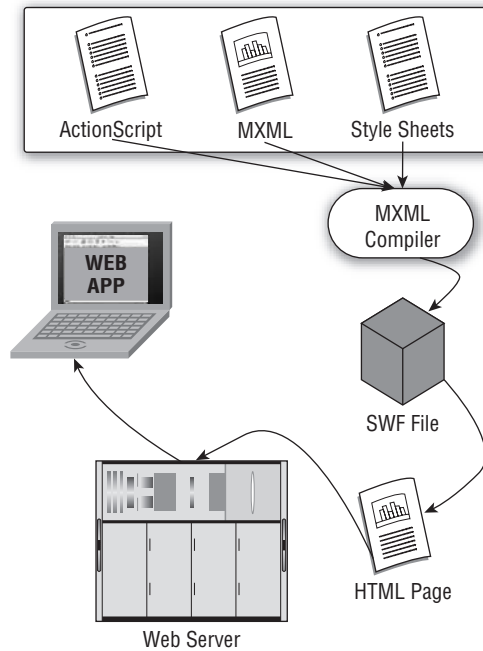 ActionScript
MXML
Style Sheets
MXML
Compiler
WEB
APP
SWF File
HTML Page
Web Server